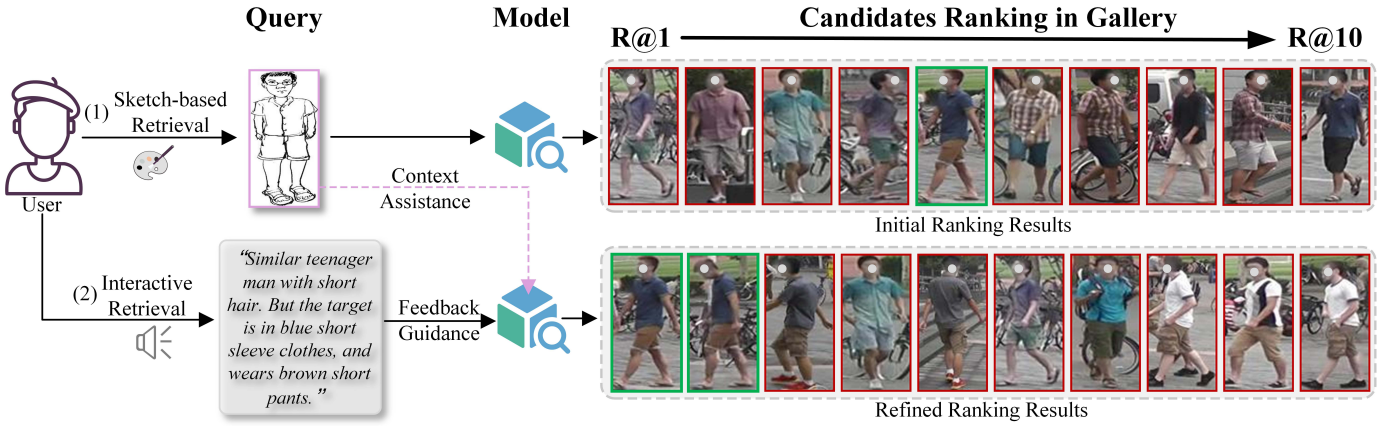 Query
Model
Candidates Ranking in Gallery
R@1
R@10
(1) Sketch-based
Retrieval
User
Context
Assistance
Initial Ranking Results
(2) Interactive
Retrieval
“Similar teenager
man with short
hair. But the target
is in blue short
sleeve clothes, and
wears brown short
pants.”
Feedback
Guidance
Refined Ranking Results